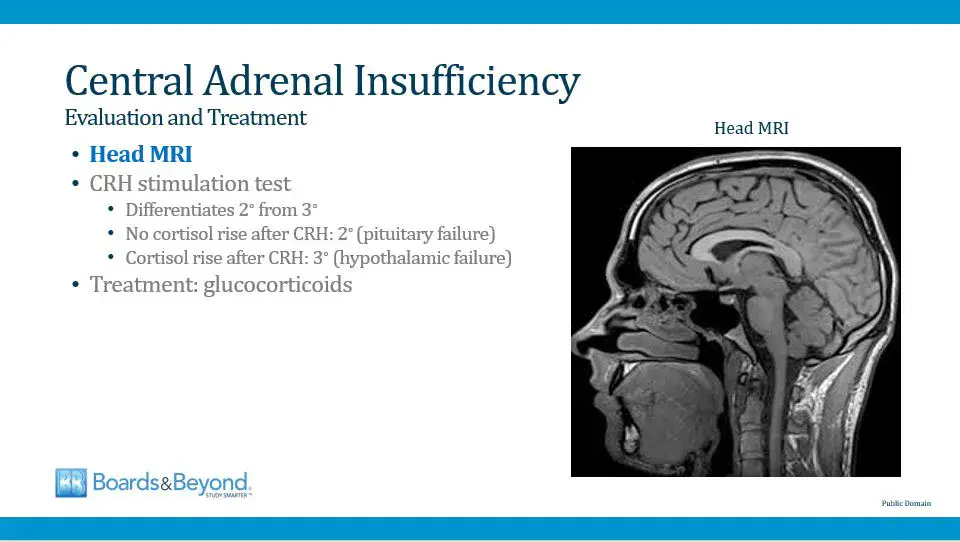 Central Adrenal Insufficiency
Evaluation and Treatment
Head MRI
• Head MRI
• CRH stimulation test
• Differentiates 2° from 3°
• No cortisol rise after CRH: 2° (pituitary failure)
• Cortisol rise after CRH: 3° (hypothalamic failure)
• Treatment: glucocorticoids
BB Boards&Beyond.
STUDY SMARTER™
Public Domain